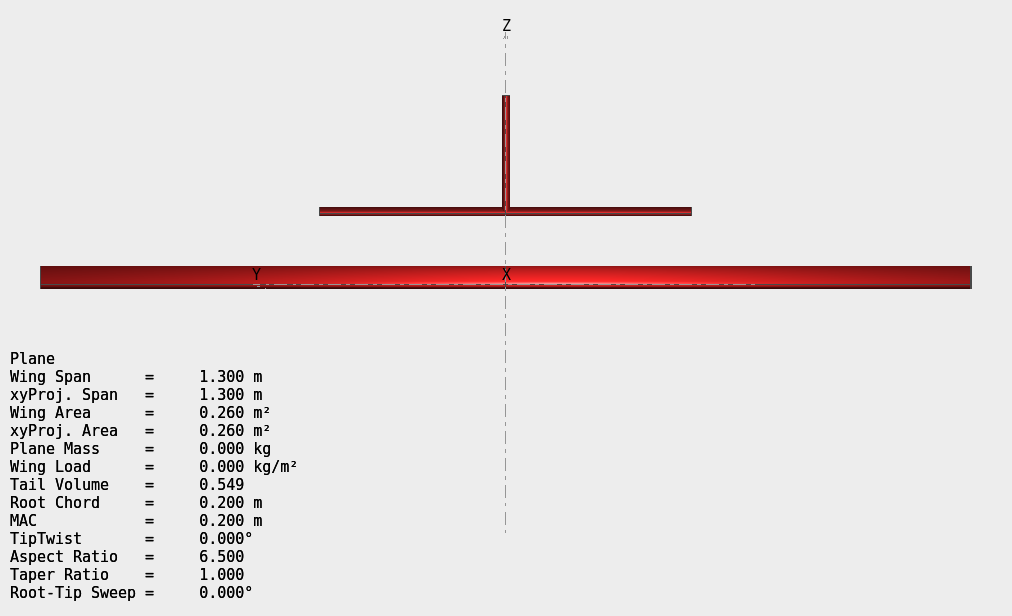 Z
Y
X
Plane
Wing Span = 1.300 m
xyProj. Span = 1.300 m
Wing Area = 0.260 m²
xyProj. Area = 0.260 m²
Plane Mass = 0.000 kg
Wing Load = 0.000 kg/m²
Tail Volume = 0.549
Root Chord = 0.200 m
MAC = 0.200 m
TipTwist = 0.000°
Aspect Ratio = 6.500
Taper Ratio = 1.000
Root-Tip Sweep = 0.000°